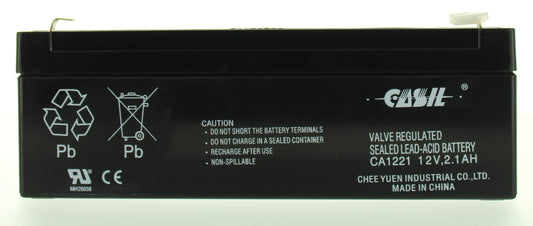 CASIL ®
Pb
Pb
CAUTION
• DO NOT SHORT THE BATTERY TERMINALS
• DO NOT CHARGE IN A SEALED CONTAINER
• RECHARGE AFTER USE
• NON-SPILLABLE
VALVE REGULATED
SEALED LEAD-ACID BATTERY
CA1221 12V,2.1AH
CHEE YUEN INDUSTRIAL CO.,LTD.
MADE IN CHINA
MH26838